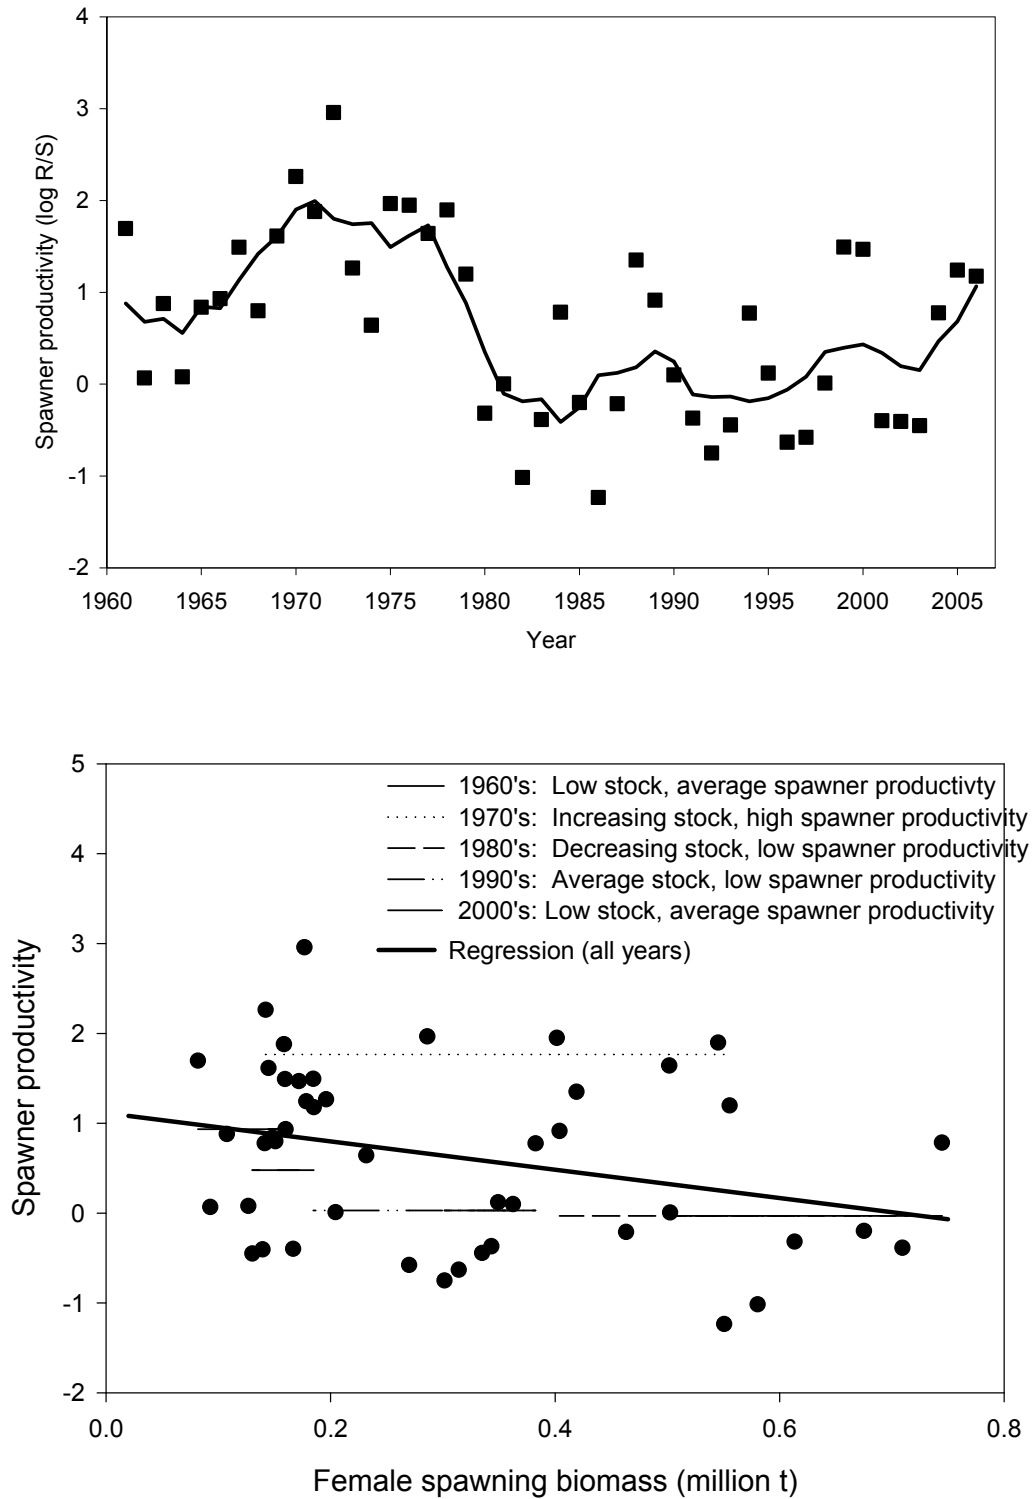 4
3
2
1
0
-1
-2
Spawner productivity (log R/S)
1960 1965 1970 1975 1980 1985 1990 1995 2000 2005
Year
5
4
3
2
1
0
-1
-2
Spawner productivity
1960's: Low stock, average spawner productivty
1970's: Increasing stock, high spawner productivity
1980's: Decreasing stock, low spawner productivity
1990's: Average stock, low spawner productivity
2000's: Low stock, average spawner productivity
Regression (all years)
0.0 0.2 0.4 0.6 0.8
Female spawning biomass (million t)